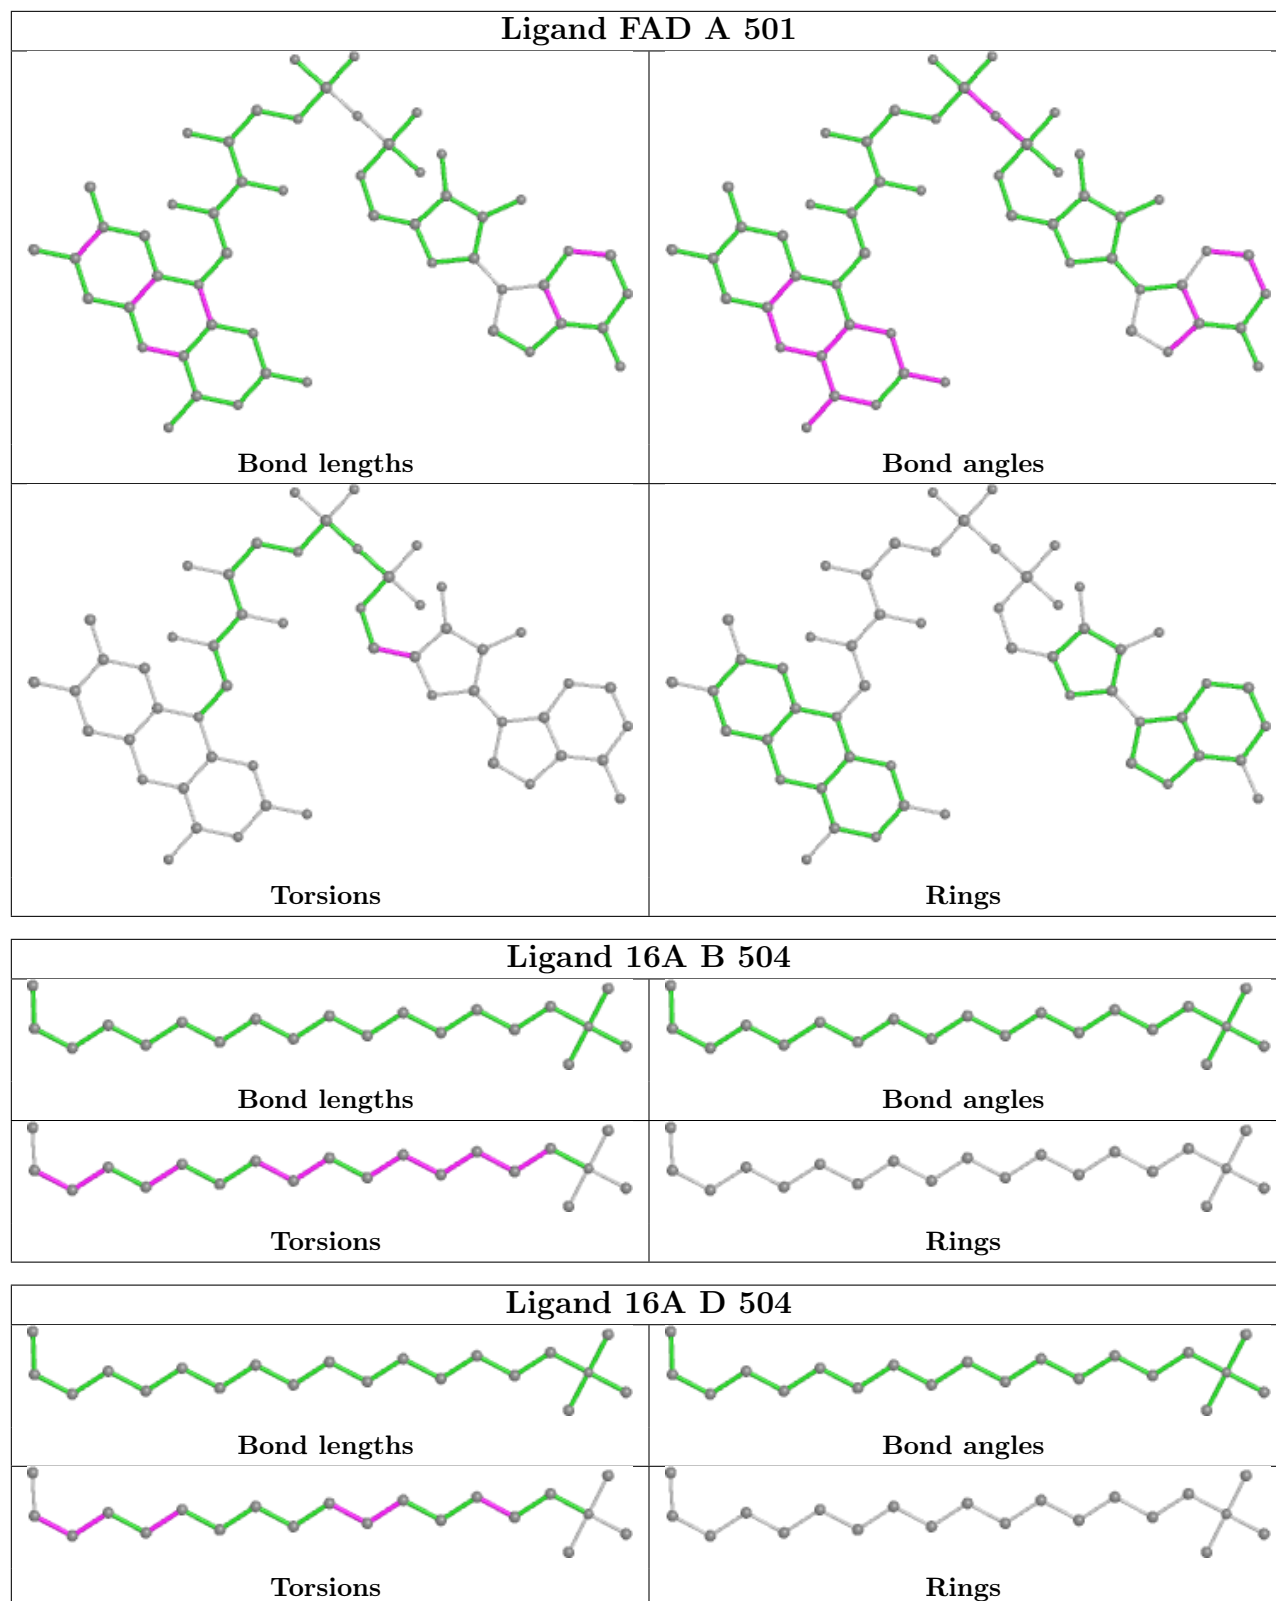 Ligand FAD A 501
Bond lengths
Bond angles
Torsions
Rings
Ligand 16A B 504
Bond lengths
Bond angles
Torsions
Rings
Ligand 16A D 504
Bond lengths
Bond angles
Torsions
Rings